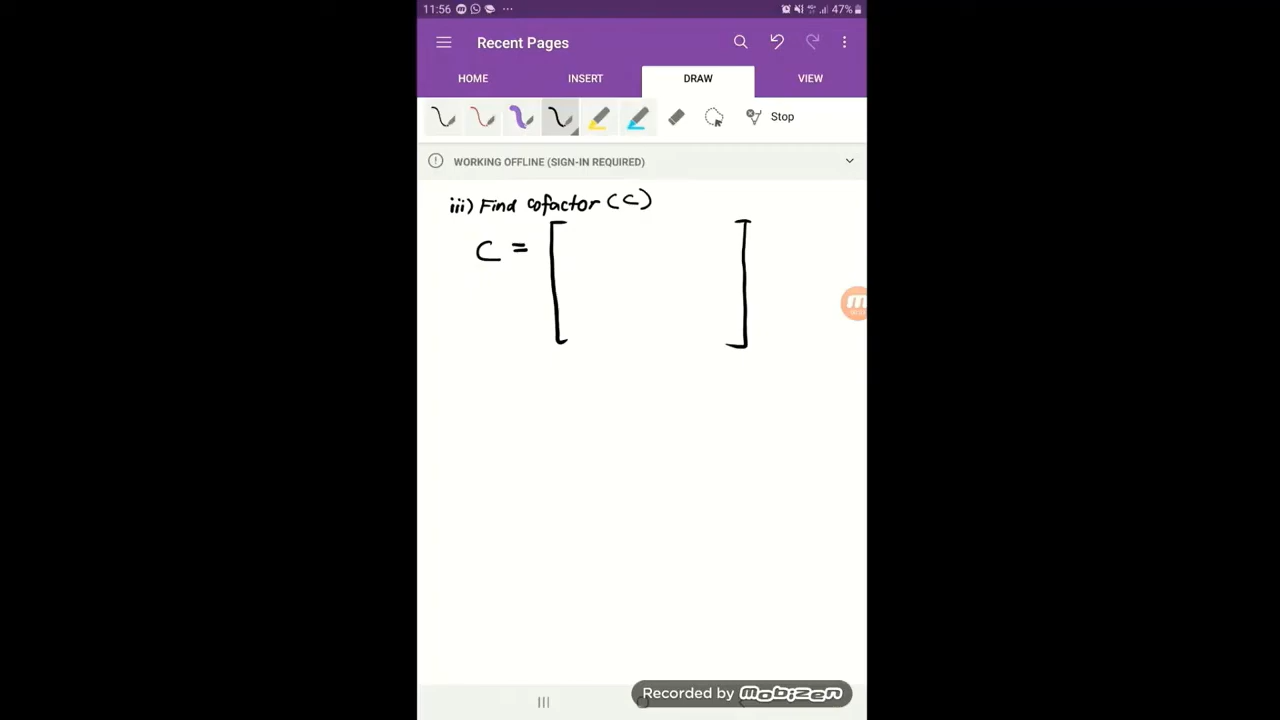 11:56 47%
Recent Pages
HOME INSERT DRAW VIEW
Stop
WORKING OFFLINE (SIGN-IN REQUIRED)
iii) Find cofactor (C)
C =
Recorded by Mobizen